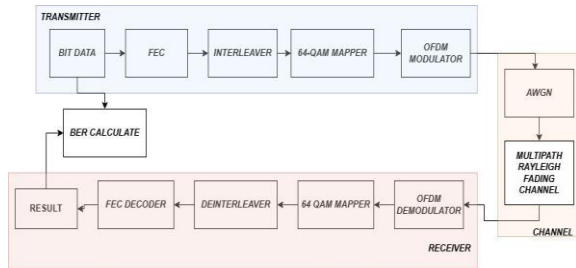 TRANSMITTER
BIT DATA
FEC
INTERLEAVER
64-QAM MAPPER
OFDM
MODULATOR
AWGN
BER CALCULATE
MULTIPATH
RAYLEIGH
FADING
CHANNEL
RESULT
FEC DECODER
DEINTERLEAVER
64 QAM MAPPER
OFDM
DEMODULATOR
CHANNEL
RECEIVER